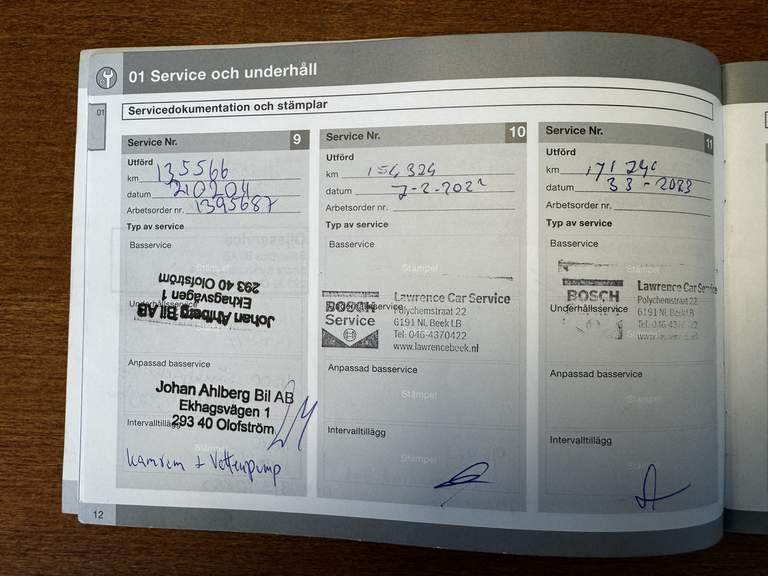 01 Service och underhåll
01
Servicedokumentation och stämplar
Service Nr. 9
Utförd
km 135566
datum 210204
Arbetsorder nr. 1395687
Typ av service
Basservice
Stämpel
Johan Ahlberg Bil AB
Ekhagsvägen 1
293 40 Olofström
Underhållsservice
Anpassad basservice
Johan Ahlberg Bil AB
Ekhagsvägen 1
293 40 Olofström
Intervalltillägg
Kamrem + Vattenpump
Service Nr. 10
Utförd
km 154324
datum 7-2-2022
Arbetsorder nr.
Typ av service
Basservice
Stämpel
BOSCH
Service
Lawrence Car Service
Polychemstraat 22
6191 NL Beek LB
Tel: 046-4370422
www.lawrencebeek.nl
Anpassad basservice
Stämpel
Intervalltillägg
Stämpel
Service Nr. 11
Utförd
km
datum 3 3 - 2023
Arbetsorder nr.
Typ av service
Basservice
Stämpel
BOSCH
Lawrence Car Service
Polychemstraat 22
6191 NL Beek LB
Underhållsservice
Anpassad basservice
Stämpel
Intervalltillägg
Stämpel
12